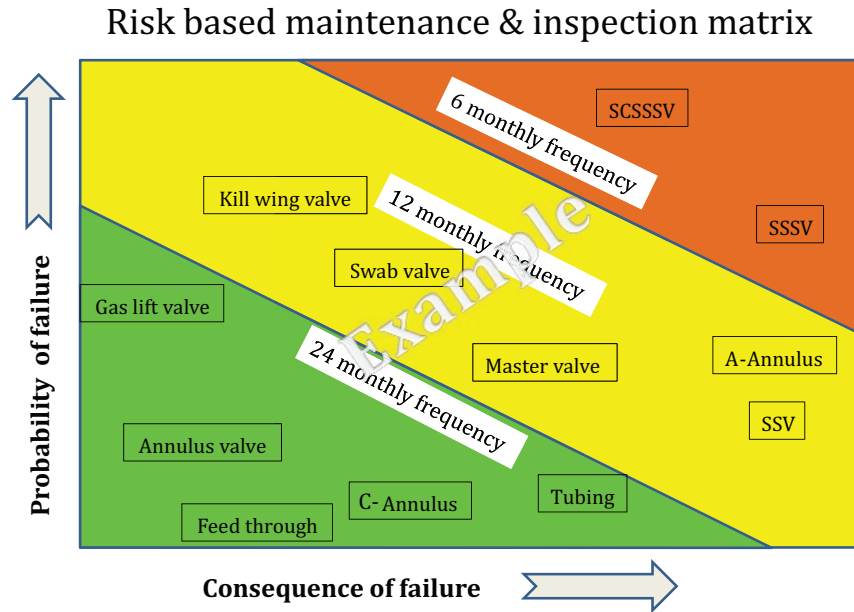 Risk based maintenance & inspection matrix
SCSSSV
6 monthly frequency
Kill wing valve
12 monthly frequency
SSSV
Swab valve
Example
Gas lift valve
24 monthly frequency
Master valve
A-Annulus
SSV
Annulus valve
C- Annulus
Tubing
Feed through
Probability of failure
Consequence of failure